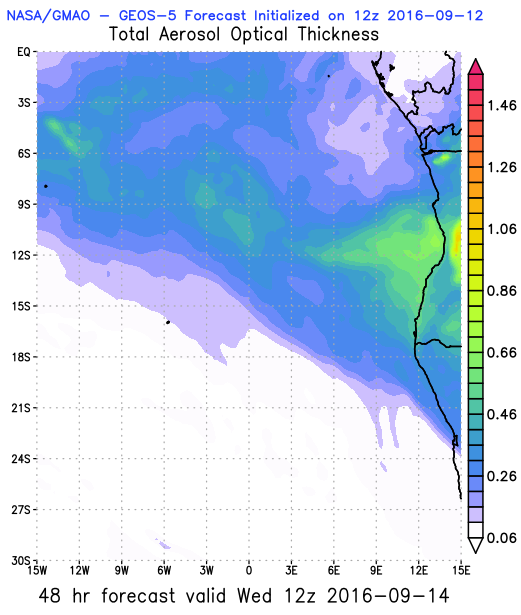 NASA/GMAO – GEOS-5 Forecast Initialized on 12z 2016-09-12
Total Aerosol Optical Thickness
EQ
3S
6S
9S
12S
15S
18S
21S
24S
27S
30S
15W 12W 9W 6W 3W 0 3E 6E 9E 12E 15E
1.46
1.26
1.06
0.86
0.66
0.46
0.26
0.06
48 hr forecast valid Wed 12z 2016-09-14